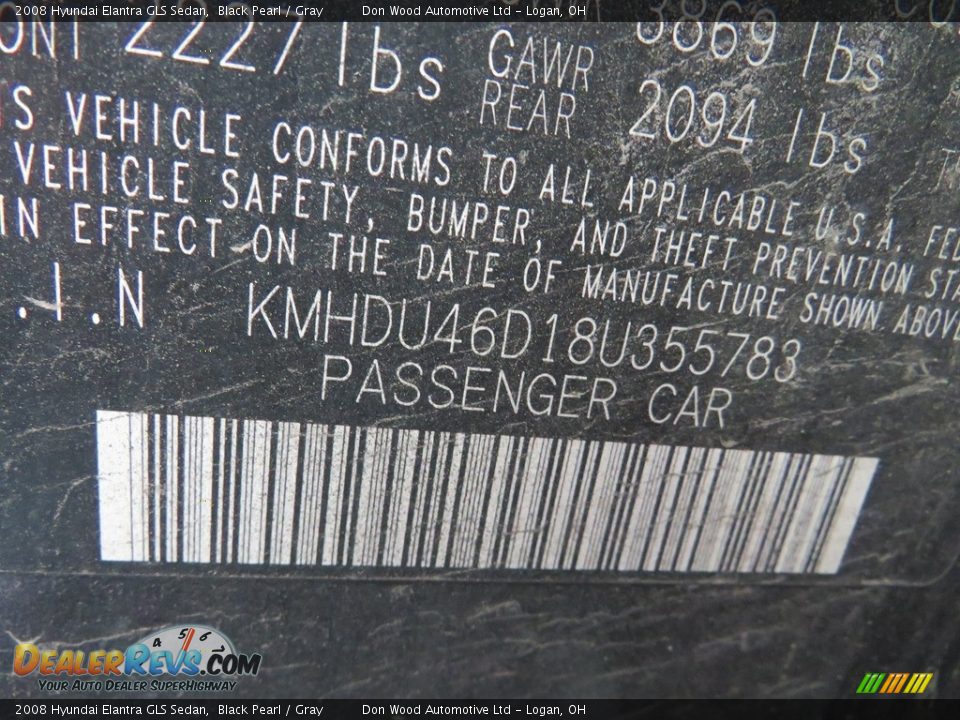 2008 Hyundai Elantra GLS Sedan, Black Pearl / Gray Don Wood Automotive Ltd - Logan, OH
2227 lbs GAWR 3869 lbs
REAR 2094 lbs
VEHICLE CONFORMS TO ALL APPLICABLE U.S.A.
VEHICLE SAFETY, BUMPER, AND THEFT PREVENTION
IN EFFECT ON THE DATE OF MANUFACTURE SHOWN ABOVE
.I.N KMHDU46D18U355783
PASSENGER CAR
4 5 6
DEALERREVS.COM
YOUR AUTO DEALER SUPERHIGHWAY
2008 Hyundai Elantra GLS Sedan, Black Pearl / Gray Don Wood Automotive Ltd - Logan, OH